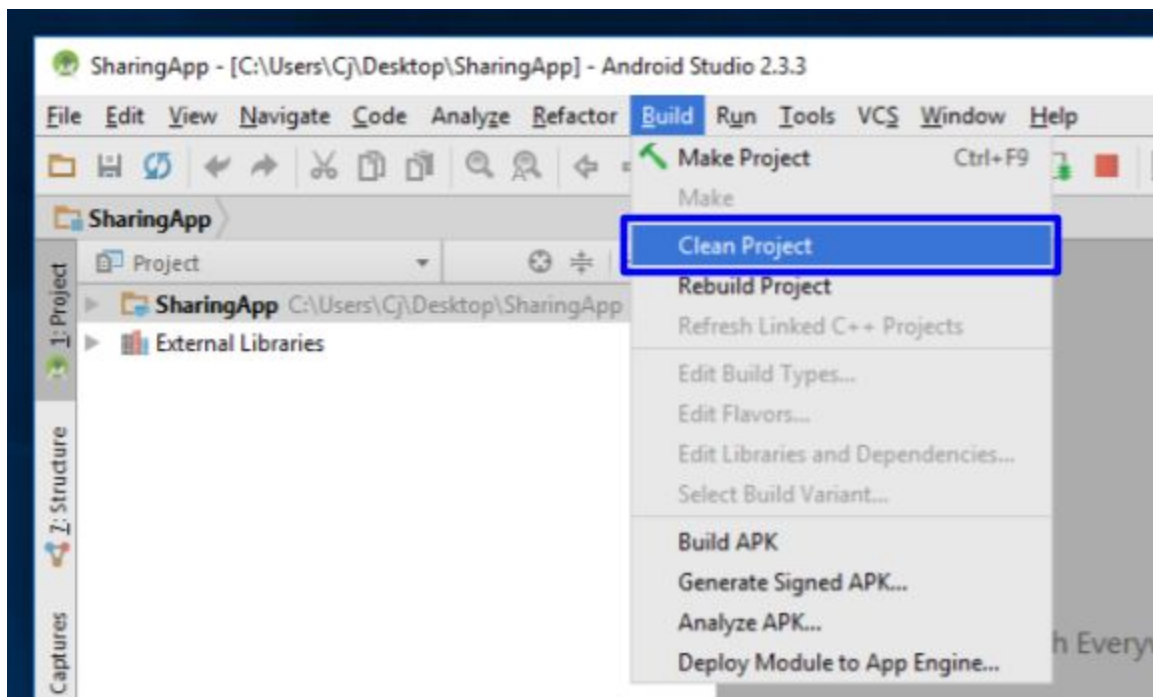 SharingApp - [C:\Users\Cj\Desktop\SharingApp] - Android Studio 2.3.3
File Edit View Navigate Code Analyze Refactor Build Run Tools VCS Window Help
Make Project Ctrl+F9
Make
SharingApp
Clean Project
Project
Rebuild Project
SharingApp C:\Users\Cj\Desktop\SharingApp
Refresh Linked C++ Projects
External Libraries
Edit Build Types...
Edit Flavors...
Edit Libraries and Dependencies...
Select Build Variant...
Build APK
Generate Signed APK...
Analyze APK...
Deploy Module to App Engine...
1: Project
7: Structure
Captures